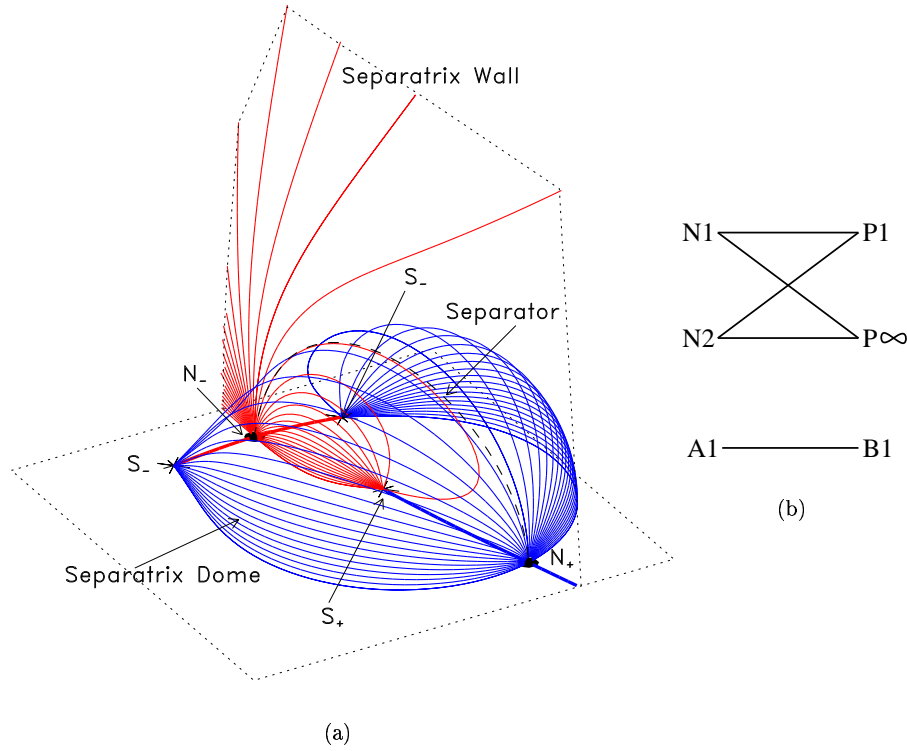 Separatrix Wall
S₋
Separator
N₋
S₋
Separatrix Dome
N₊
S₊
(a)
N1 P1
N2 P∞
A1 B1
(b)